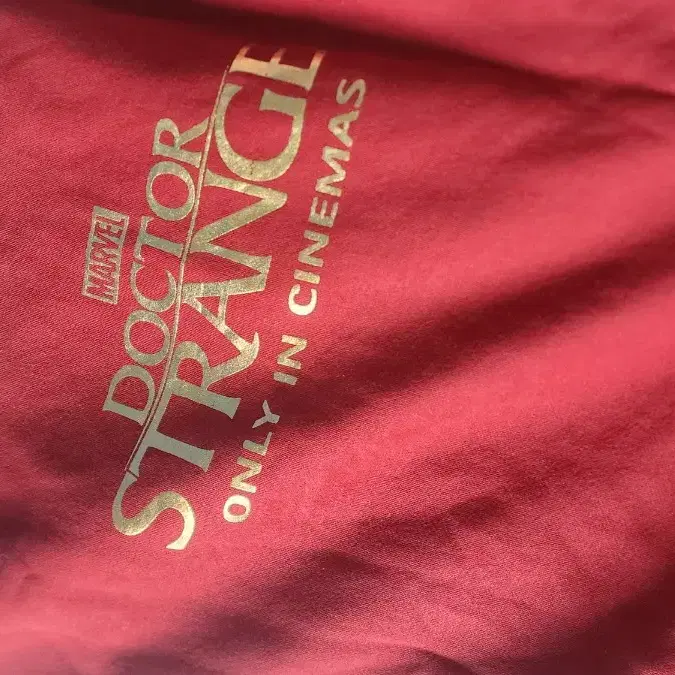 MARVEL
DOCTOR
STRANGE
ONLY IN CINEMAS